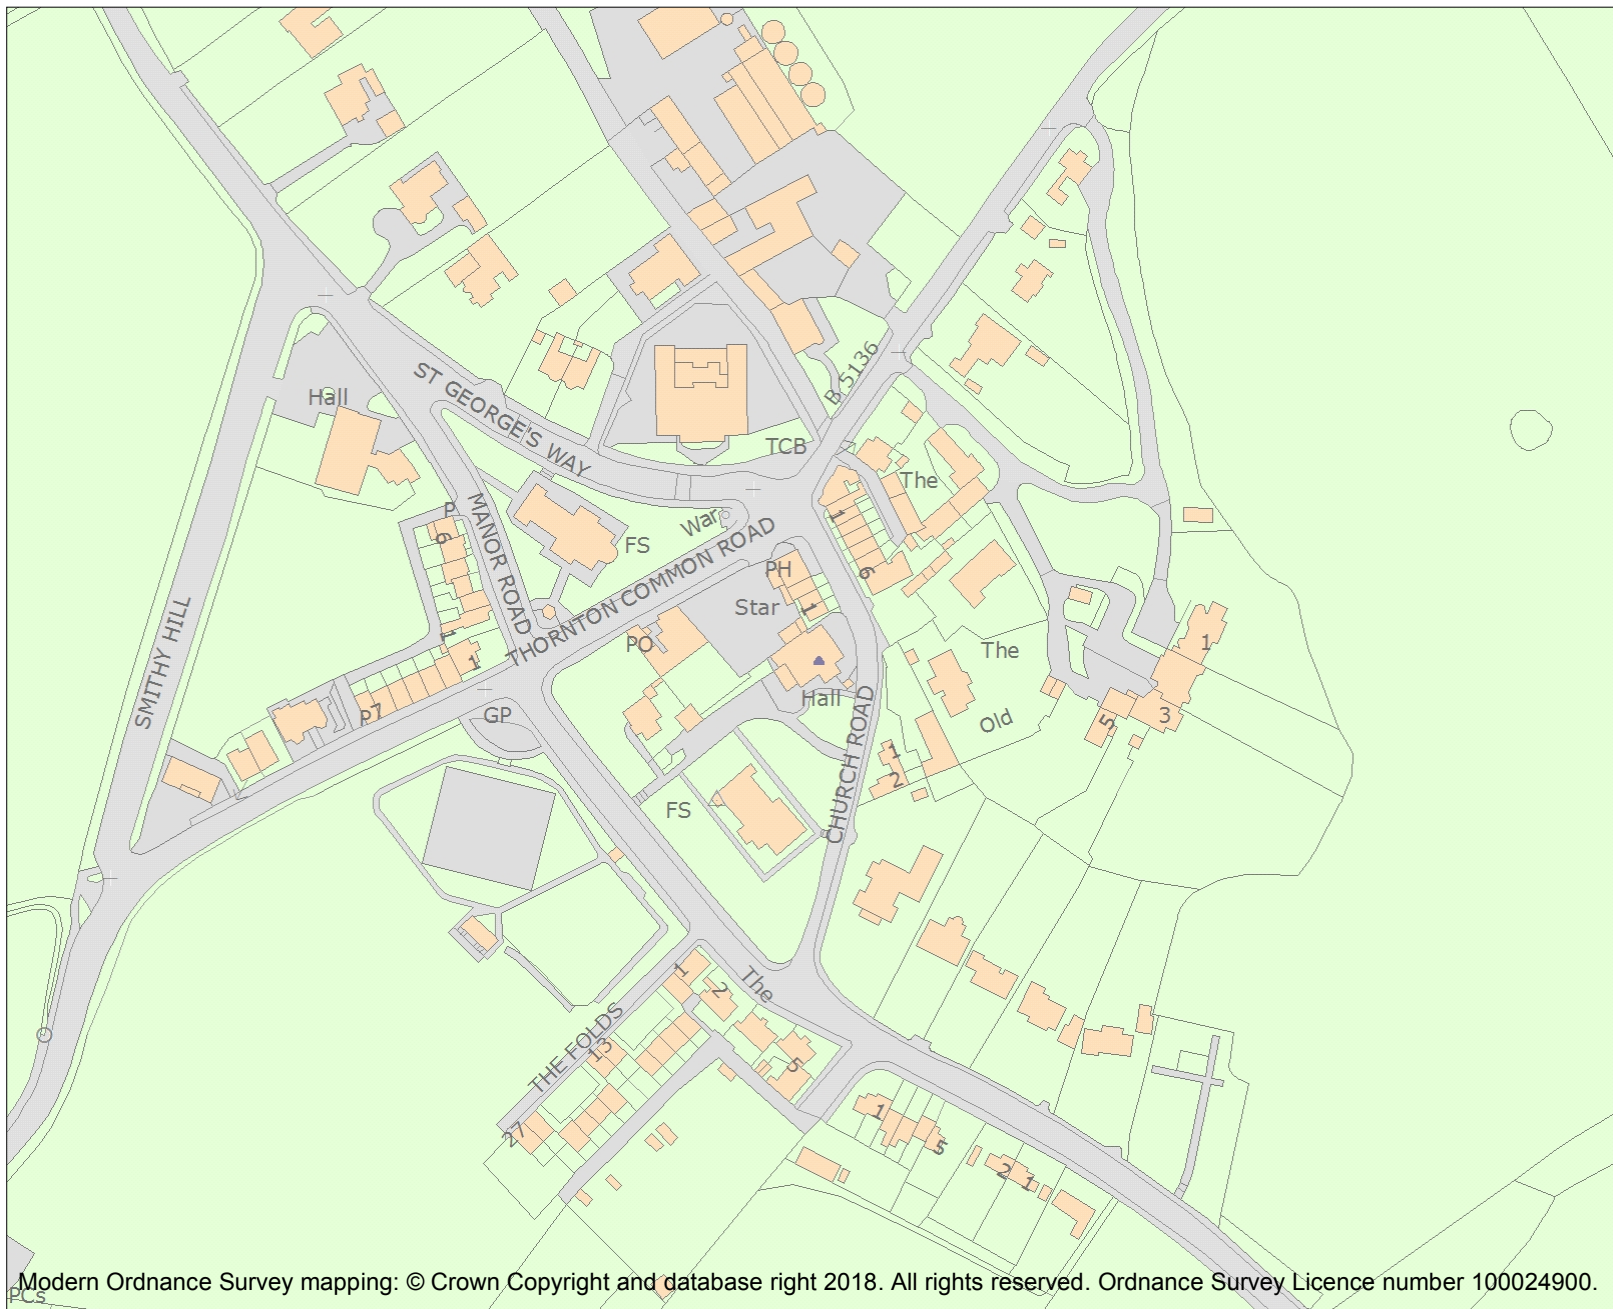 B 5136
ST GEORGE'S WAY
Hall
TCB
The
MANOR ROAD
P
6
War
FS
1
6
THORNTON COMMON ROAD
PH
Star
1
PO
1
1
The
1
SMITHY HILL
Hall
CHURCH ROAD
P7
GP
Old
5
3
1
2
FS
The
1
2
THE FOLDS
13
5
27
1
5
2
1
Modern Ordnance Survey mapping: © Crown Copyright and database right 2018. All rights reserved. Ordnance Survey Licence number 100024900.
PCs